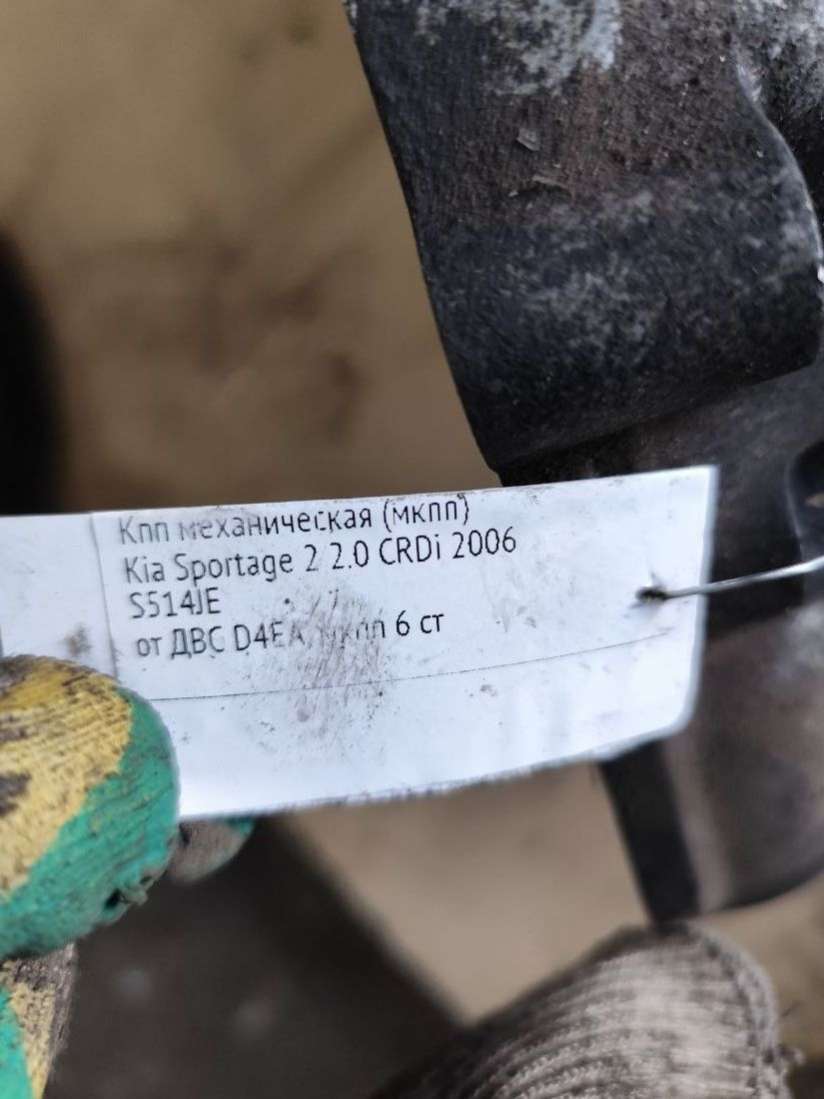 Кпп механическая (мкпп)
Kia Sportage 2 2.0 CRDi 2006
S514JE
от ДВС D4EA, мкпп 6 ст